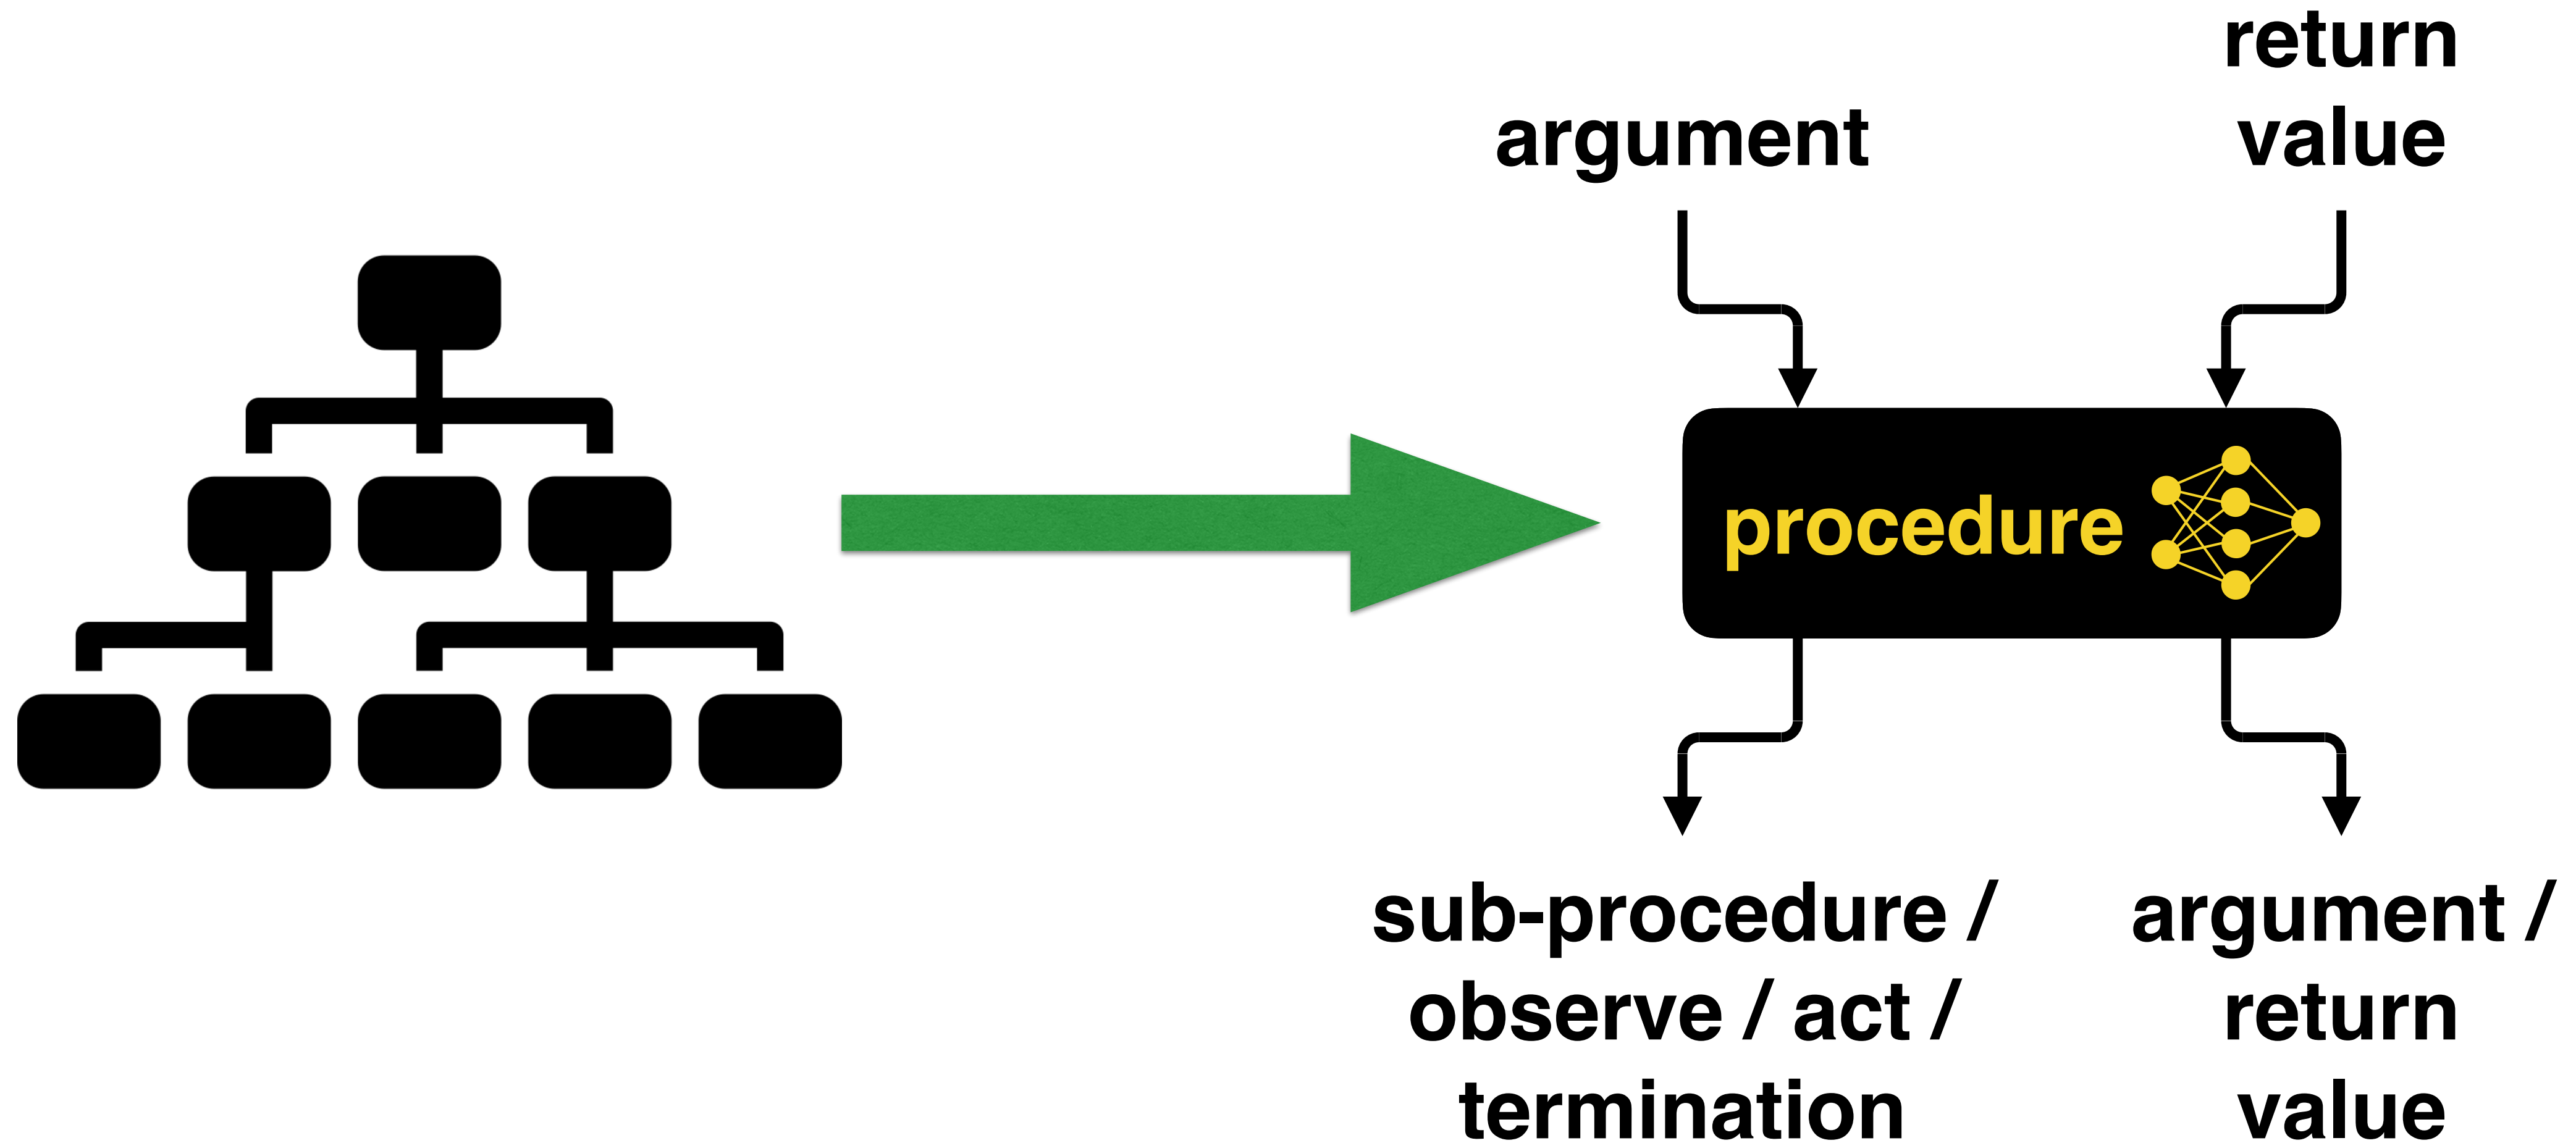 return
value
argument
procedure
sub-procedure /
observe / act /
termination
argument /
return
value